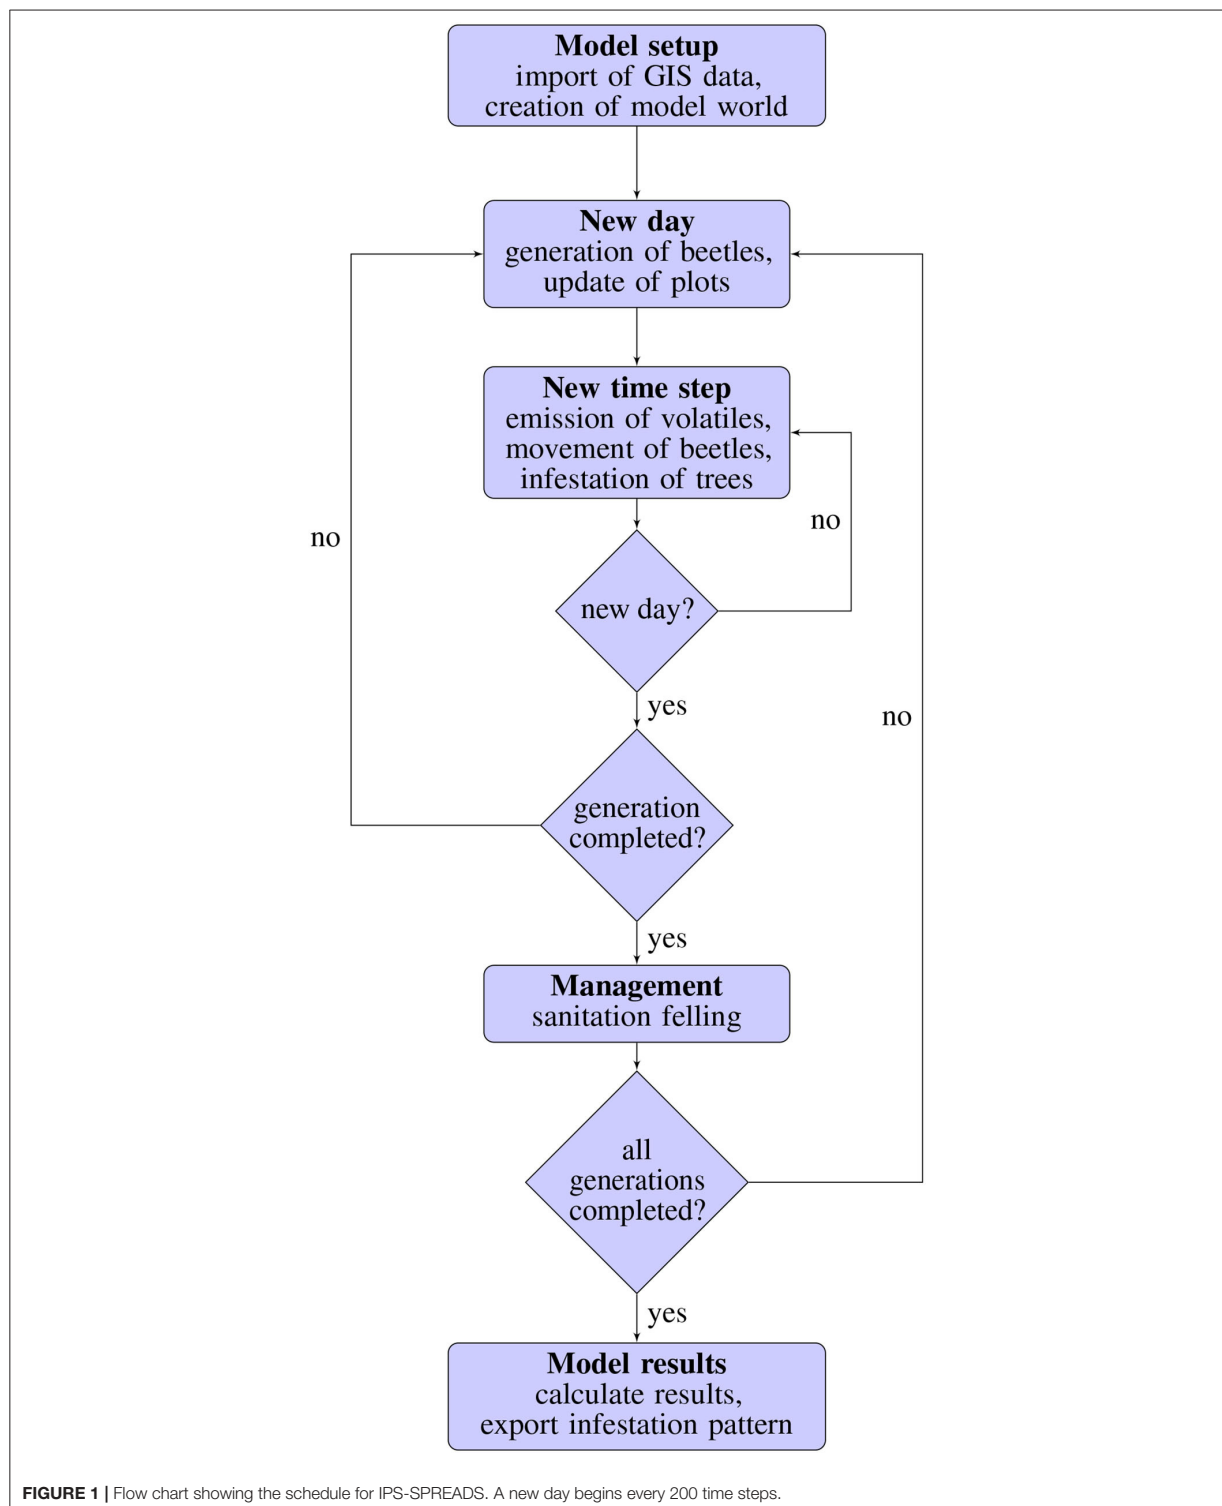 Model setup
import of GIS data,
creation of model world
New day
generation of beetles,
update of plots
New time step
emission of volatiles,
movement of beetles,
infestation of trees
no
no
new day?
yes
no
generation
completed?
yes
Management
sanitation felling
all
generations
completed?
yes
Model results
calculate results,
export infestation pattern
FIGURE 1 | Flow chart showing the schedule for IPS-SPREADS. A new day begins every 200 time steps.